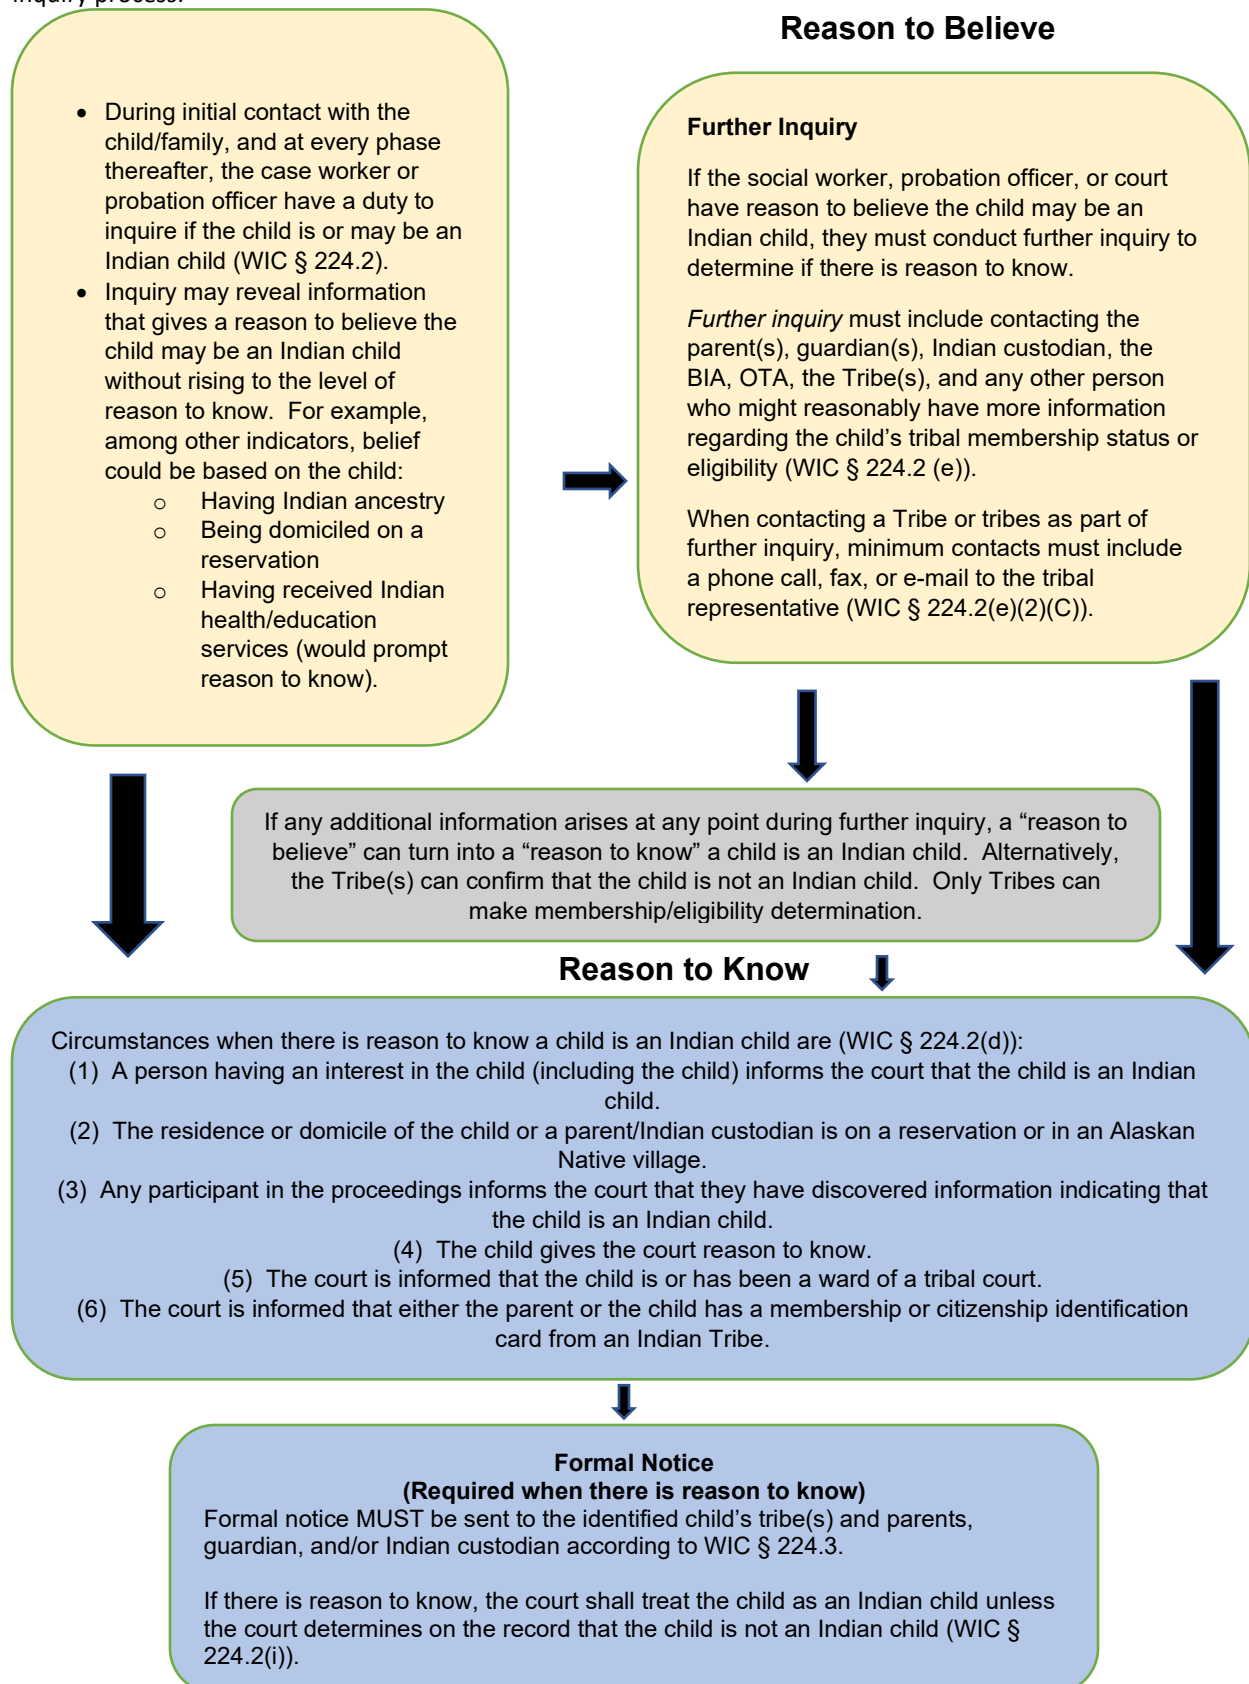 inquiry process.
• During initial contact with the
child/family, and at every phase
thereafter, the case worker or
probation officer have a duty to
inquire if the child is or may be an
Indian child (WIC § 224.2).
• Inquiry may reveal information
that gives a reason to believe the
child may be an Indian child
without rising to the level of
reason to know.  For example,
among other indicators, belief
could be based on the child:
o Having Indian ancestry
o Being domiciled on a
reservation
o Having received Indian
health/education
services (would prompt
reason to know).
Reason to Believe
Further Inquiry
If the social worker, probation officer, or court
have reason to believe the child may be an
Indian child, they must conduct further inquiry to
determine if there is reason to know.
Further inquiry must include contacting the
parent(s), guardian(s), Indian custodian, the
BIA, OTA, the Tribe(s), and any other person
who might reasonably have more information
regarding the child’s tribal membership status or
eligibility (WIC § 224.2 (e)).
When contacting a Tribe or tribes as part of
further inquiry, minimum contacts must include
a phone call, fax, or e-mail to the tribal
representative (WIC § 224.2(e)(2)(C)).
If any additional information arises at any point during further inquiry, a “reason to
believe” can turn into a “reason to know” a child is an Indian child.  Alternatively,
the Tribe(s) can confirm that the child is not an Indian child.  Only Tribes can
make membership/eligibility determination.
Reason to Know
Circumstances when there is reason to know a child is an Indian child are (WIC § 224.2(d)):
(1)  A person having an interest in the child (including the child) informs the court that the child is an Indian
child.
(2)  The residence or domicile of the child or a parent/Indian custodian is on a reservation or in an Alaskan
Native village.
(3)  Any participant in the proceedings informs the court that they have discovered information indicating that
the child is an Indian child.
(4)  The child gives the court reason to know.
(5)  The court is informed that the child is or has been a ward of a tribal court.
(6)  The court is informed that either the parent or the child has a membership or citizenship identification
card from an Indian Tribe.
Formal Notice
(Required when there is reason to know)
Formal notice MUST be sent to the identified child’s tribe(s) and parents,
guardian, and/or Indian custodian according to WIC § 224.3.
If there is reason to know, the court shall treat the child as an Indian child unless
the court determines on the record that the child is not an Indian child (WIC §
224.2(i)).